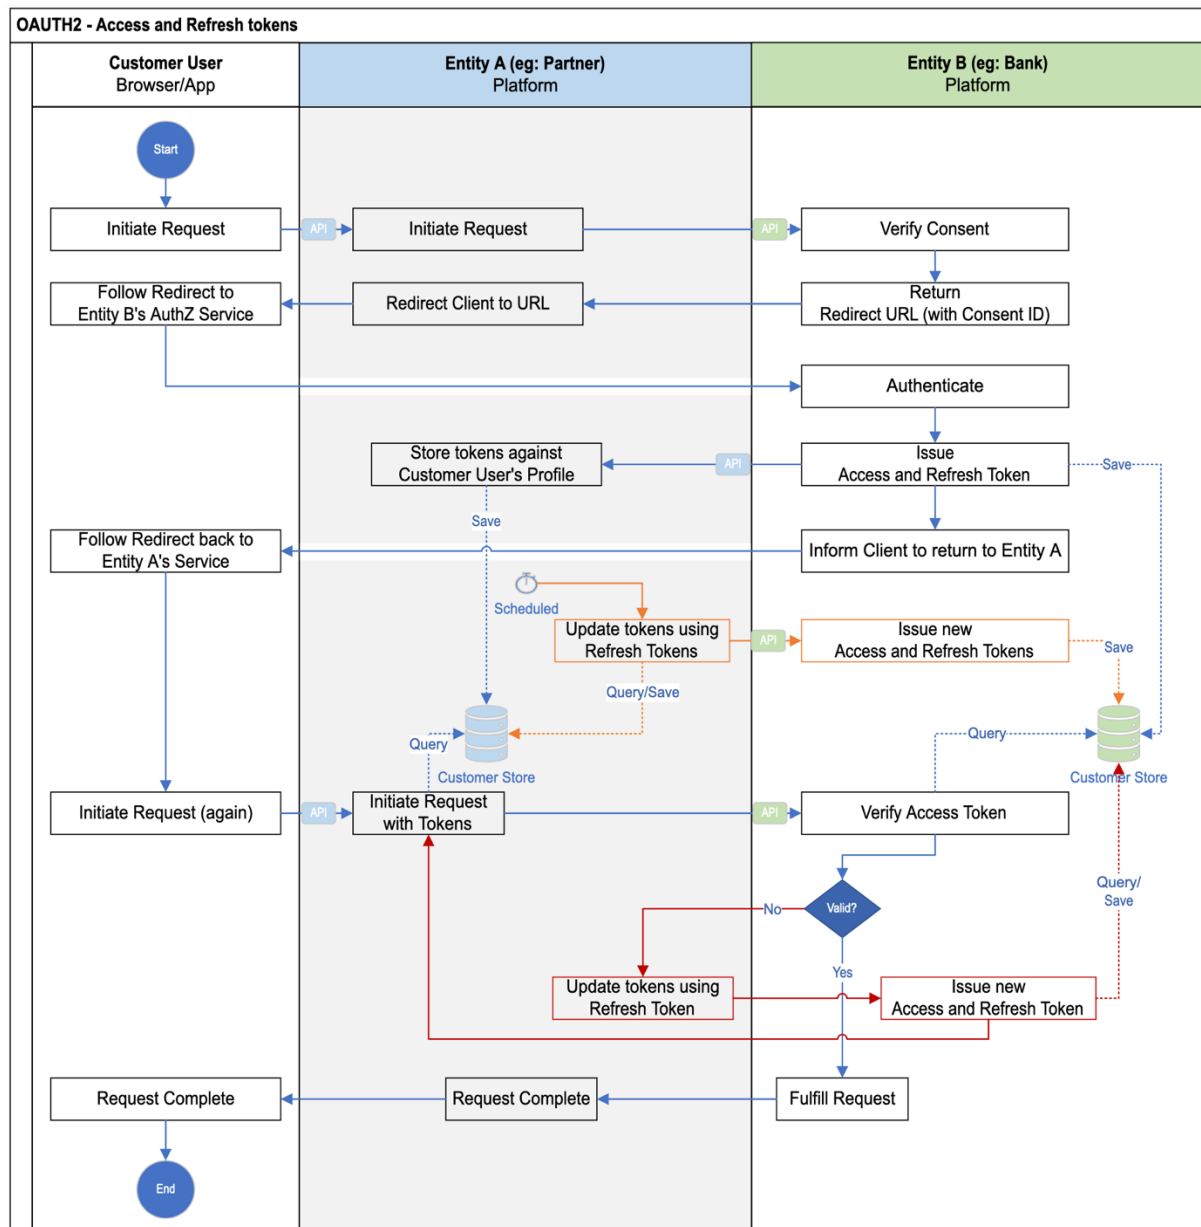 OAUTH2 - Access and Refresh tokens
Customer User
Browser/App
Entity A (eg: Partner)
Platform
Entity B (eg: Bank)
Platform
Start
Initiate Request
API
Initiate Request
API
Verify Consent
Follow Redirect to
Entity B's AuthZ Service
Redirect Client to URL
Return
Redirect URL (with Consent ID)
Authenticate
Store tokens against
Customer User's Profile
API
Issue
Access and Refresh Token
Save
Save
Follow Redirect back to
Entity A's Service
Inform Client to return to Entity A
Scheduled
Update tokens using
Refresh Tokens
API
Issue new
Access and Refresh Tokens
Save
Query/Save
Query
Query
Customer Store
Customer Store
Initiate Request (again)
API
Initiate Request
with Tokens
API
Verify Access Token
Query/
Save
No
Valid?
Yes
Update tokens using
Refresh Token
Issue new
Access and Refresh Token
Request Complete
Request Complete
Fulfill Request
End